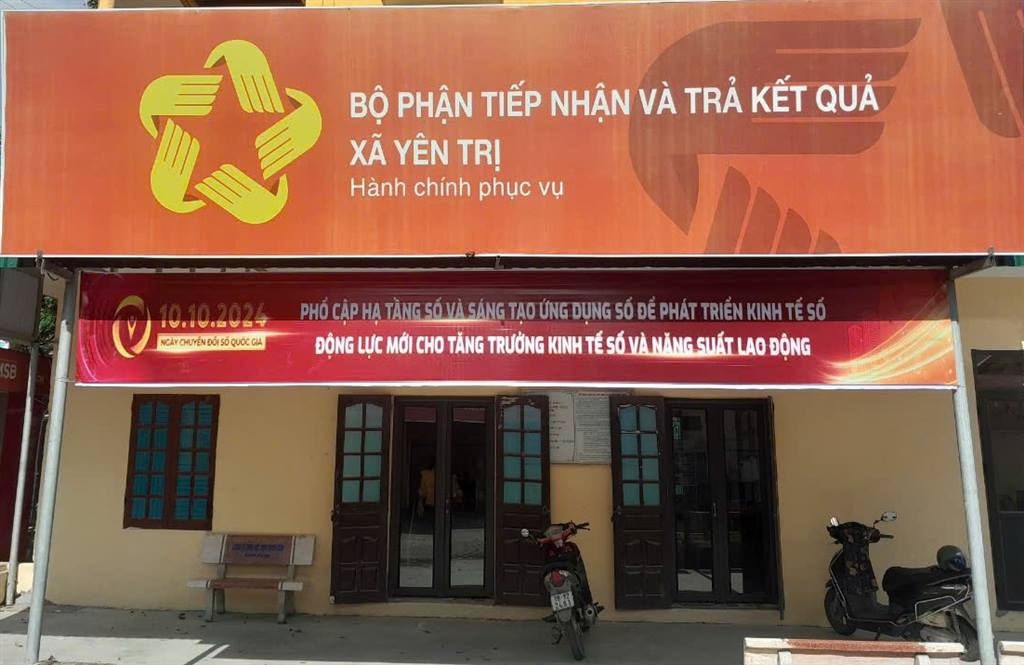 BỘ PHẬN TIẾP NHẬN VÀ TRẢ KẾT QUẢ
XÃ YÊN TRỊ
Hành chính phục vụ
10.10.2024
NGÀY CHUYỂN ĐỔI SỐ QUỐC GIA
PHỔ CẬP HẠ TẦNG SỐ VÀ SÁNG TẠO ỨNG DỤNG SỐ ĐỂ PHÁT TRIỂN KINH TẾ SỐ
ĐỘNG LỰC MỚI CHO TĂNG TRƯỞNG KINH TẾ SỐ VÀ NĂNG SUẤT LAO ĐỘNG